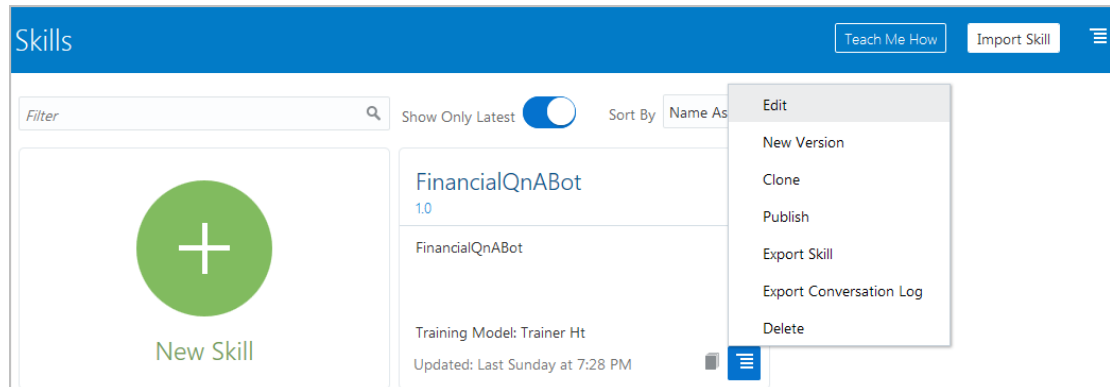 Skills
Teach Me How
Import Skill
Filter
Show Only Latest
Sort By
Name As
New Skill
FinancialQnABot
1.0
FinancialQnABot
Training Model: Trainer Ht
Updated: Last Sunday at 7:28 PM
Edit
New Version
Clone
Publish
Export Skill
Export Conversation Log
Delete